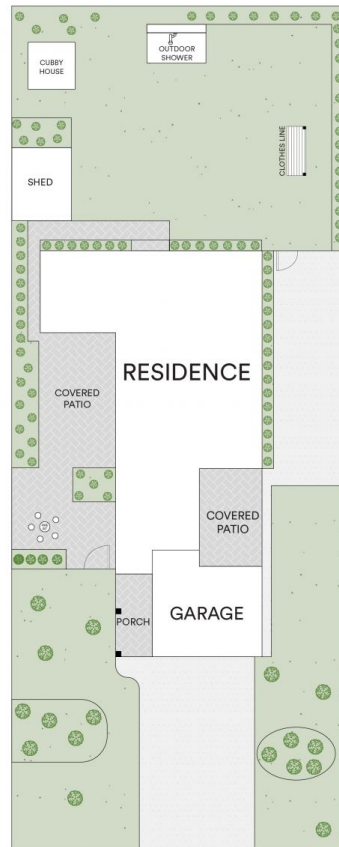 CUBBY
HOUSE
OUTDOOR
SHOWER
CLOTHES LINE
SHED
RESIDENCE
COVERED
PATIO
COVERED
PATIO
PORCH
GARAGE